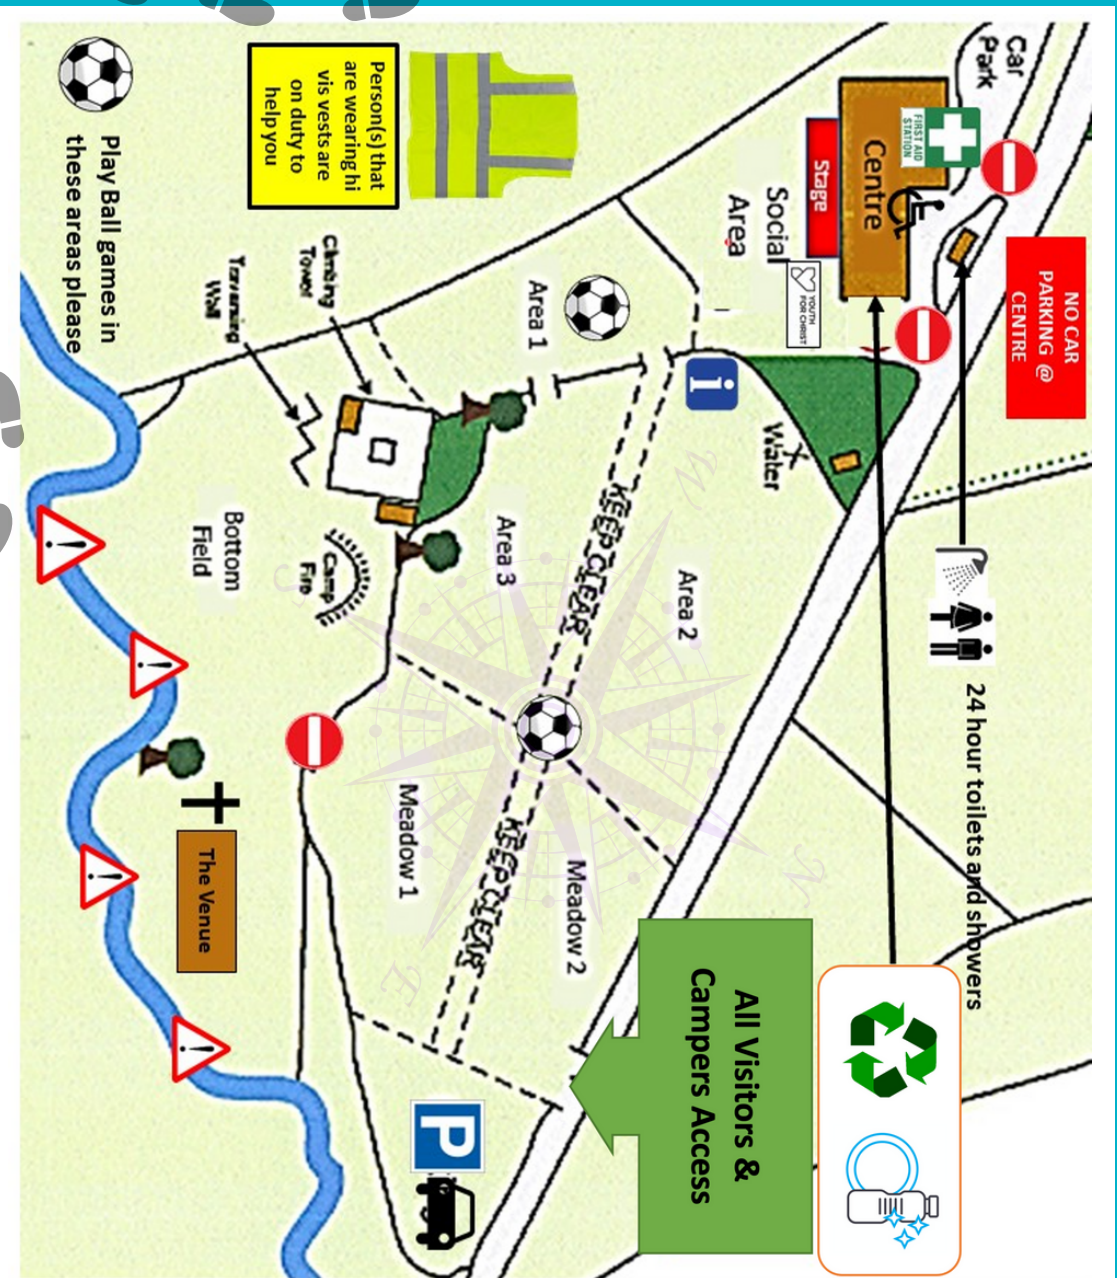 Car
Park
FIRST AID
STATION
Centre
Stage
Social
Area
YOUTH
FOR CHRIST
NO CAR
PARKING @
CENTRE
Person(s) that
are wearing hi
vis vests are
on duty to
help you
Play Ball games in
these areas please
Climbing
Tower
Traversing
Wall
Area 1
i
Water
KEEP CLEAR
Area 2
Area 3
Camp
Fire
Bottom
Field
24 hour toilets and showers
W
S
N
E
Meadow 1
KEEP CLEAR
Meadow 2
The Venue
All Visitors &
Campers Access
P
!
!
!
!